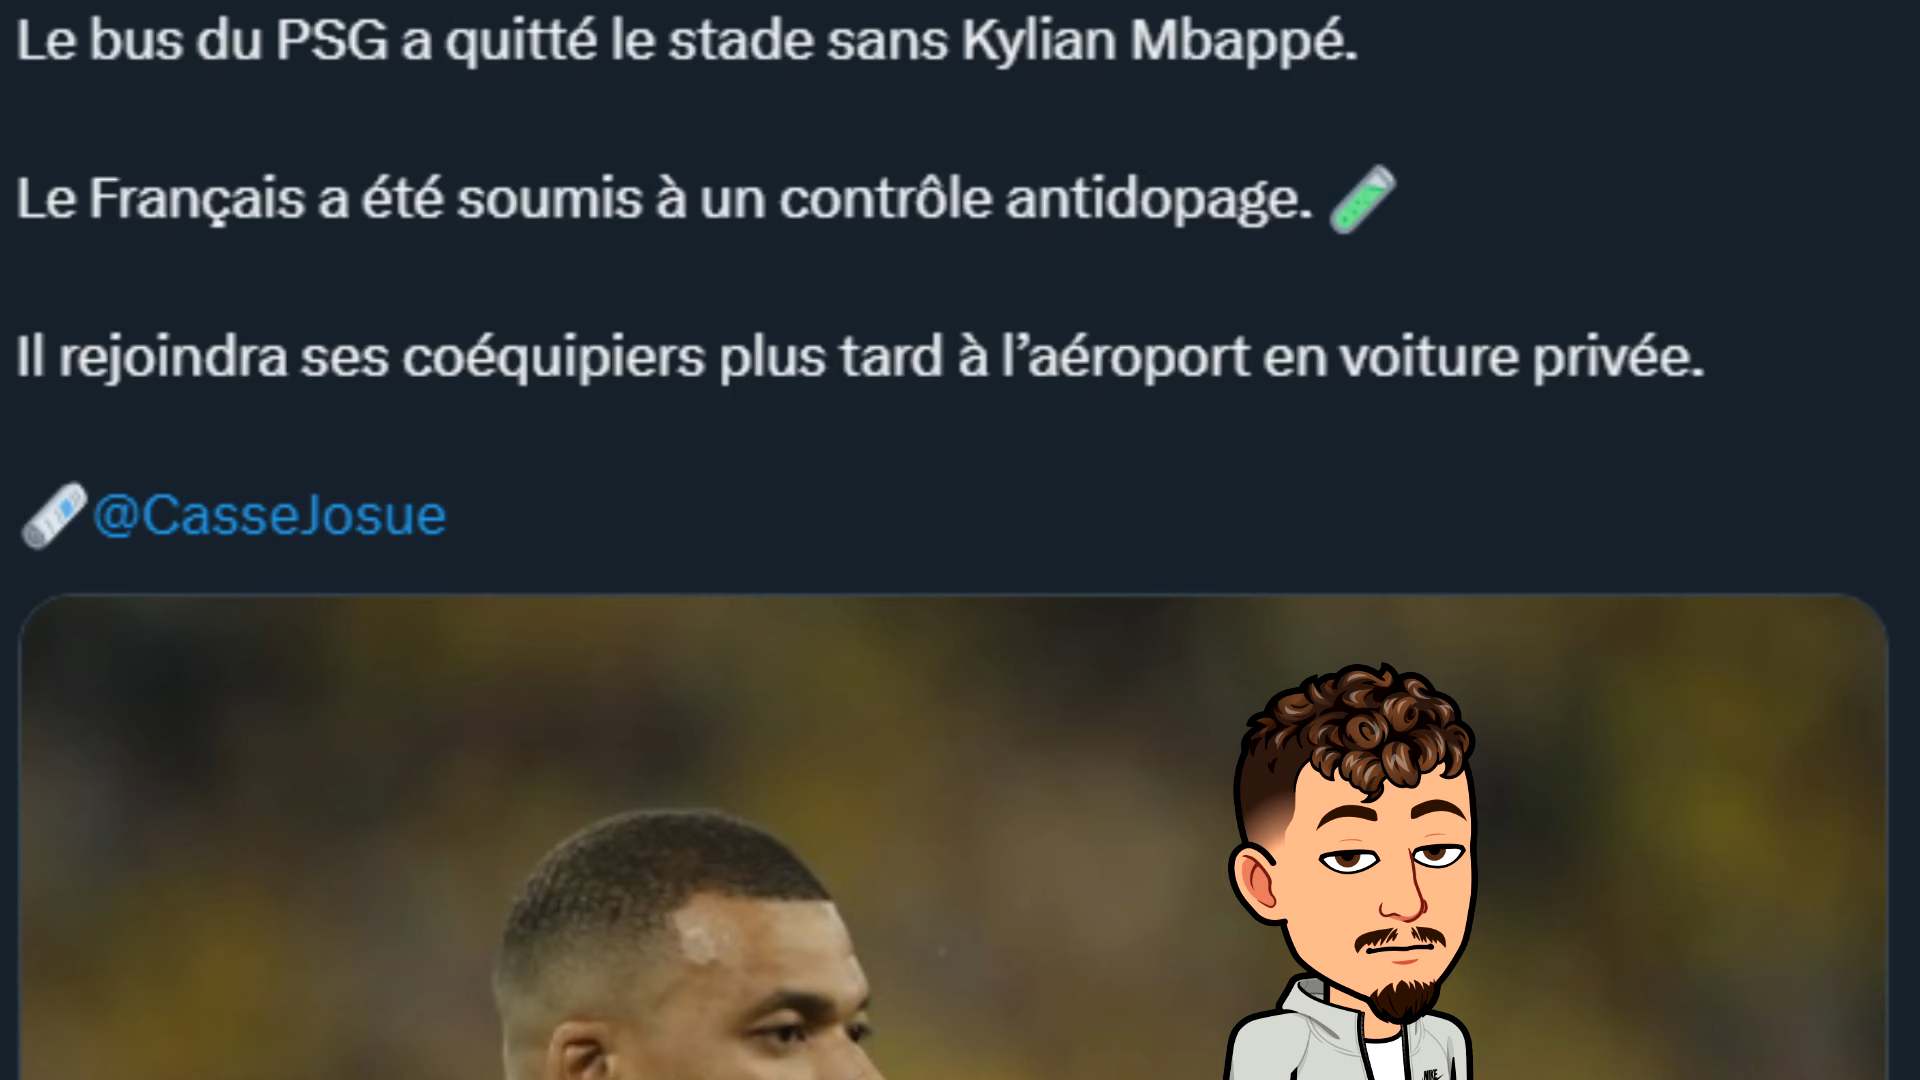 Le bus du PSG a quitté le stade sans Kylian Mbappé.
Le Français a été soumis à un contrôle antidopage.
Il rejoindra ses coéquipiers plus tard à l’aéroport en voiture privée.
@CasseJosue
NIKE